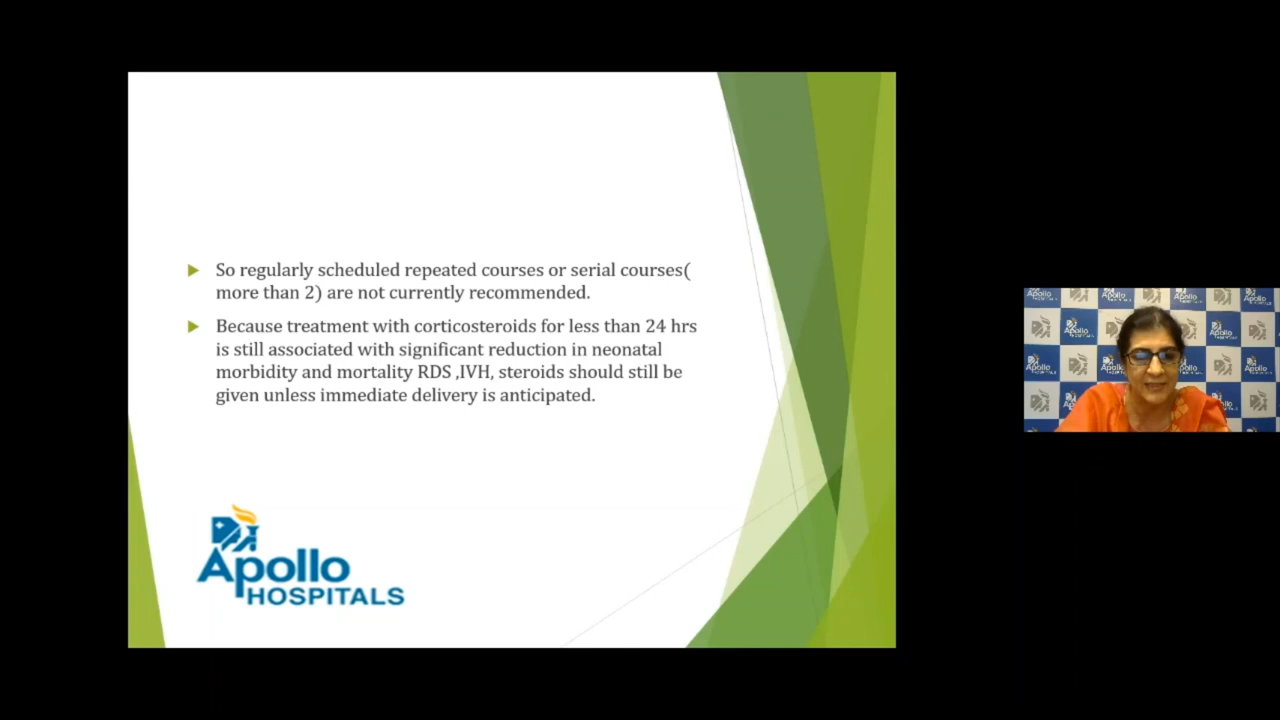 So regularly scheduled repeated courses or serial courses(
more than 2) are not currently recommended.
Because treatment with corticosteroids for less than 24 hrs
is still associated with significant reduction in neonatal
morbidity and mortality RDS ,IVH, steroids should still be
given unless immediate delivery is anticipated.
Apollo
HOSPITALS